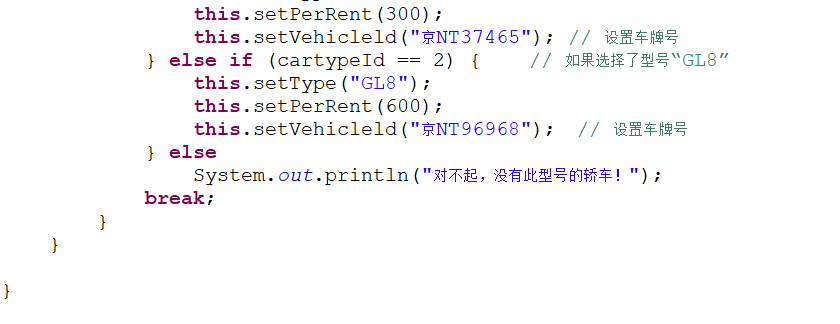 this.setPerRent(300);
this.setVehicleld("京NT37465"); // 设置车牌号
} else if (cartypeId == 2) { // 如果选择了型号“GL8”
this.setType("GL8");
this.setPerRent(600);
this.setVehicleld("京NT96968"); // 设置车牌号
} else
System.out.println("对不起，没有此型号的轿车！");
break;
}
}
}